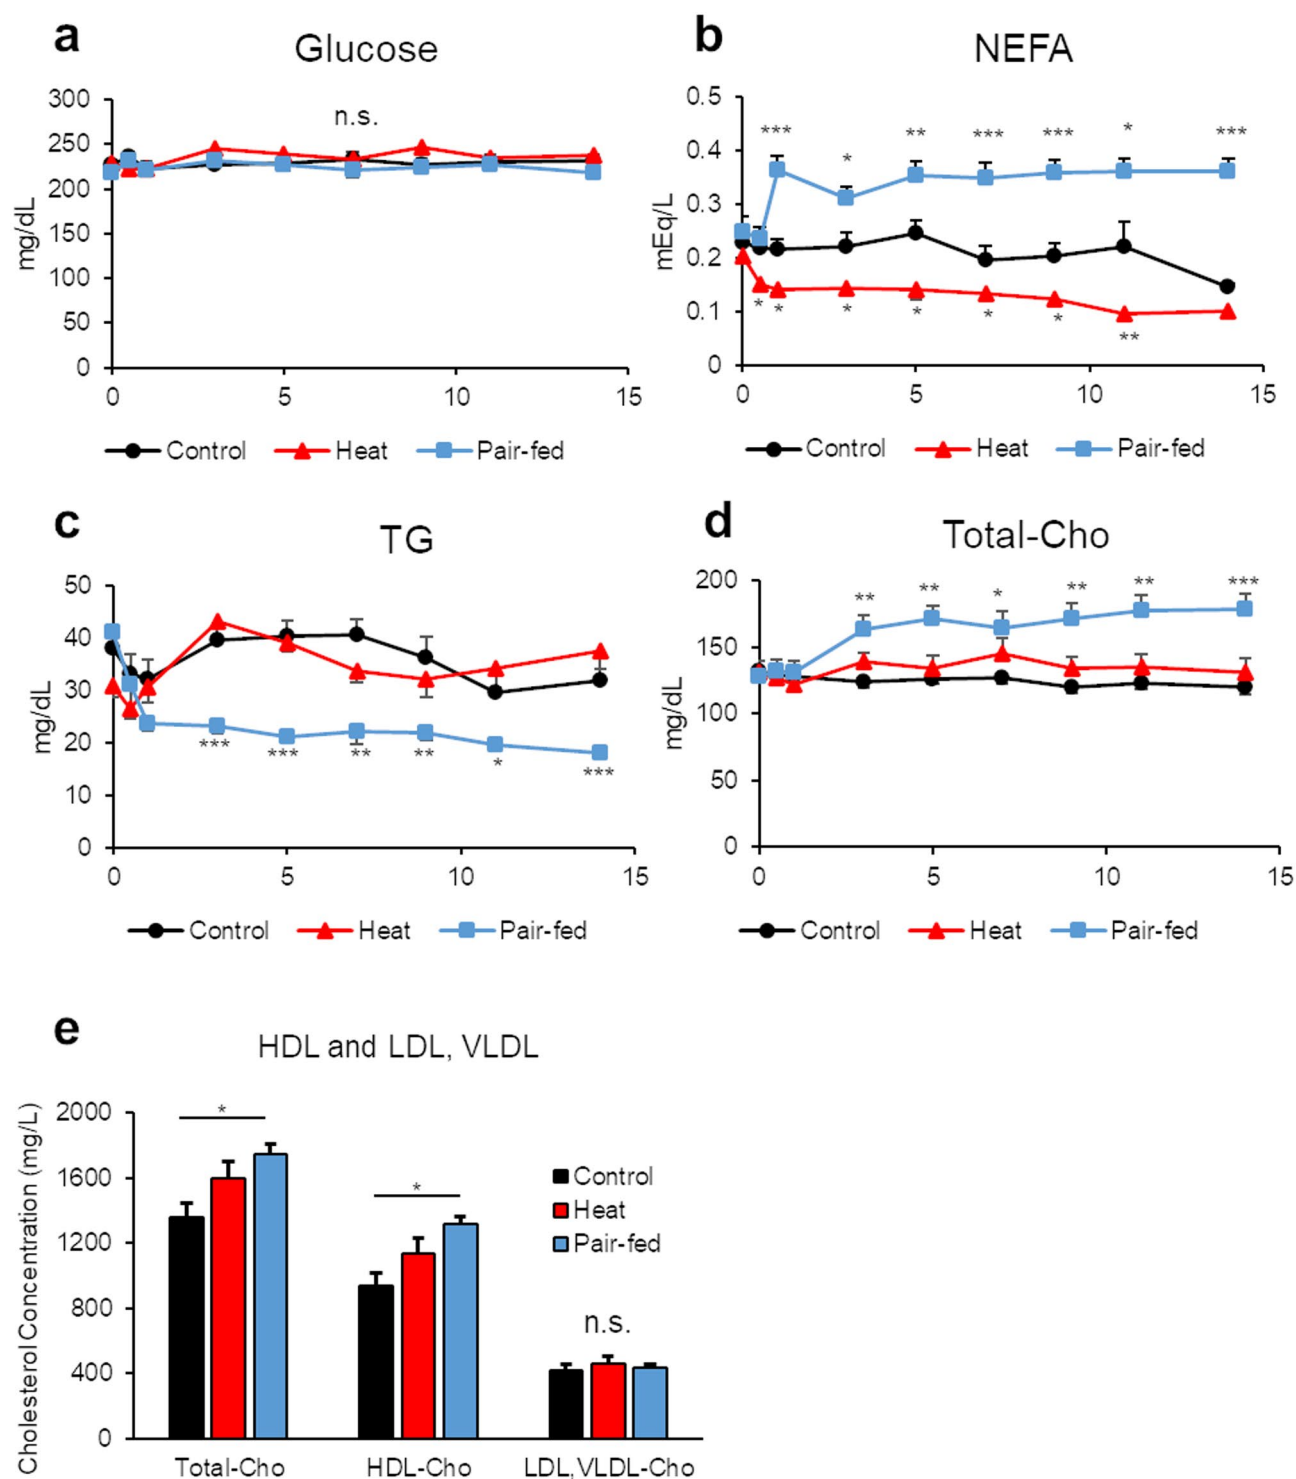 a
Glucose
300
250
200
150
100
50
0
mg/dL
n.s.
0 5 10 15
Control Heat Pair-fed
b
NEFA
0.5
0.4
0.3
0.2
0.1
0
mEq/L
*** * ** *** *** * ***
* * * * * * **
0 5 10 15
Control Heat Pair-fed
c
TG
50
40
30
20
10
0
mg/dL
*** *** ** ** * ***
0 5 10 15
Control Heat Pair-fed
d
Total-Cho
200
150
100
50
0
mg/dL
** ** * ** ** ***
0 5 10 15
Control Heat Pair-fed
e
HDL and LDL, VLDL
Cholesterol Concentration (mg/L)
2000
1600
1200
800
400
0
*
*
n.s.
Control
Heat
Pair-fed
Total-Cho HDL-Cho LDL,VLDL-Cho